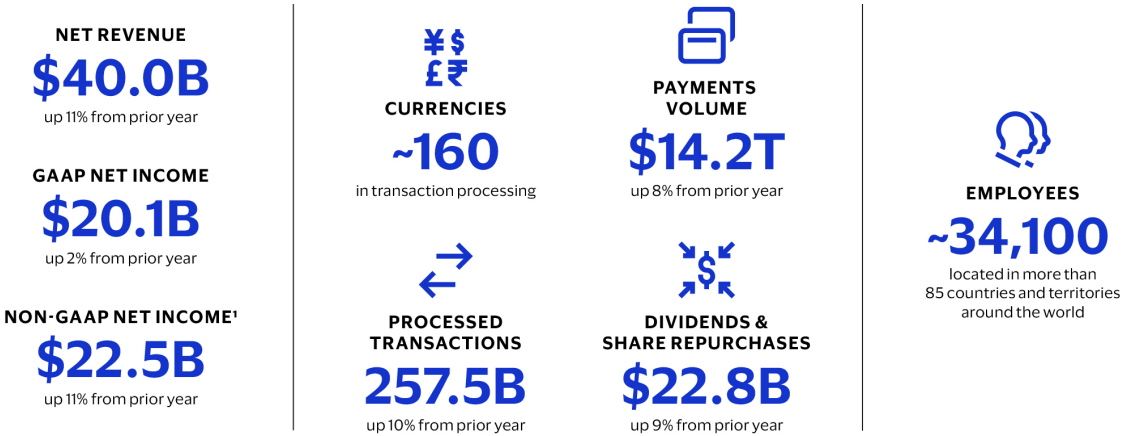 NET REVENUE
$40.0B
up 11% from prior year
GAAP NET INCOME
$20.1B
up 2% from prior year
NON-GAAP NET INCOME¹
$22.5B
up 11% from prior year
¥ $
£ ₹
CURRENCIES
~160
in transaction processing
PAYMENTS
VOLUME
$14.2T
up 8% from prior year
PROCESSED
TRANSACTIONS
257.5B
up 10% from prior year
$
DIVIDENDS &
SHARE REPURCHASES
$22.8B
up 9% from prior year
EMPLOYEES
~34,100
located in more than
85 countries and territories
around the world